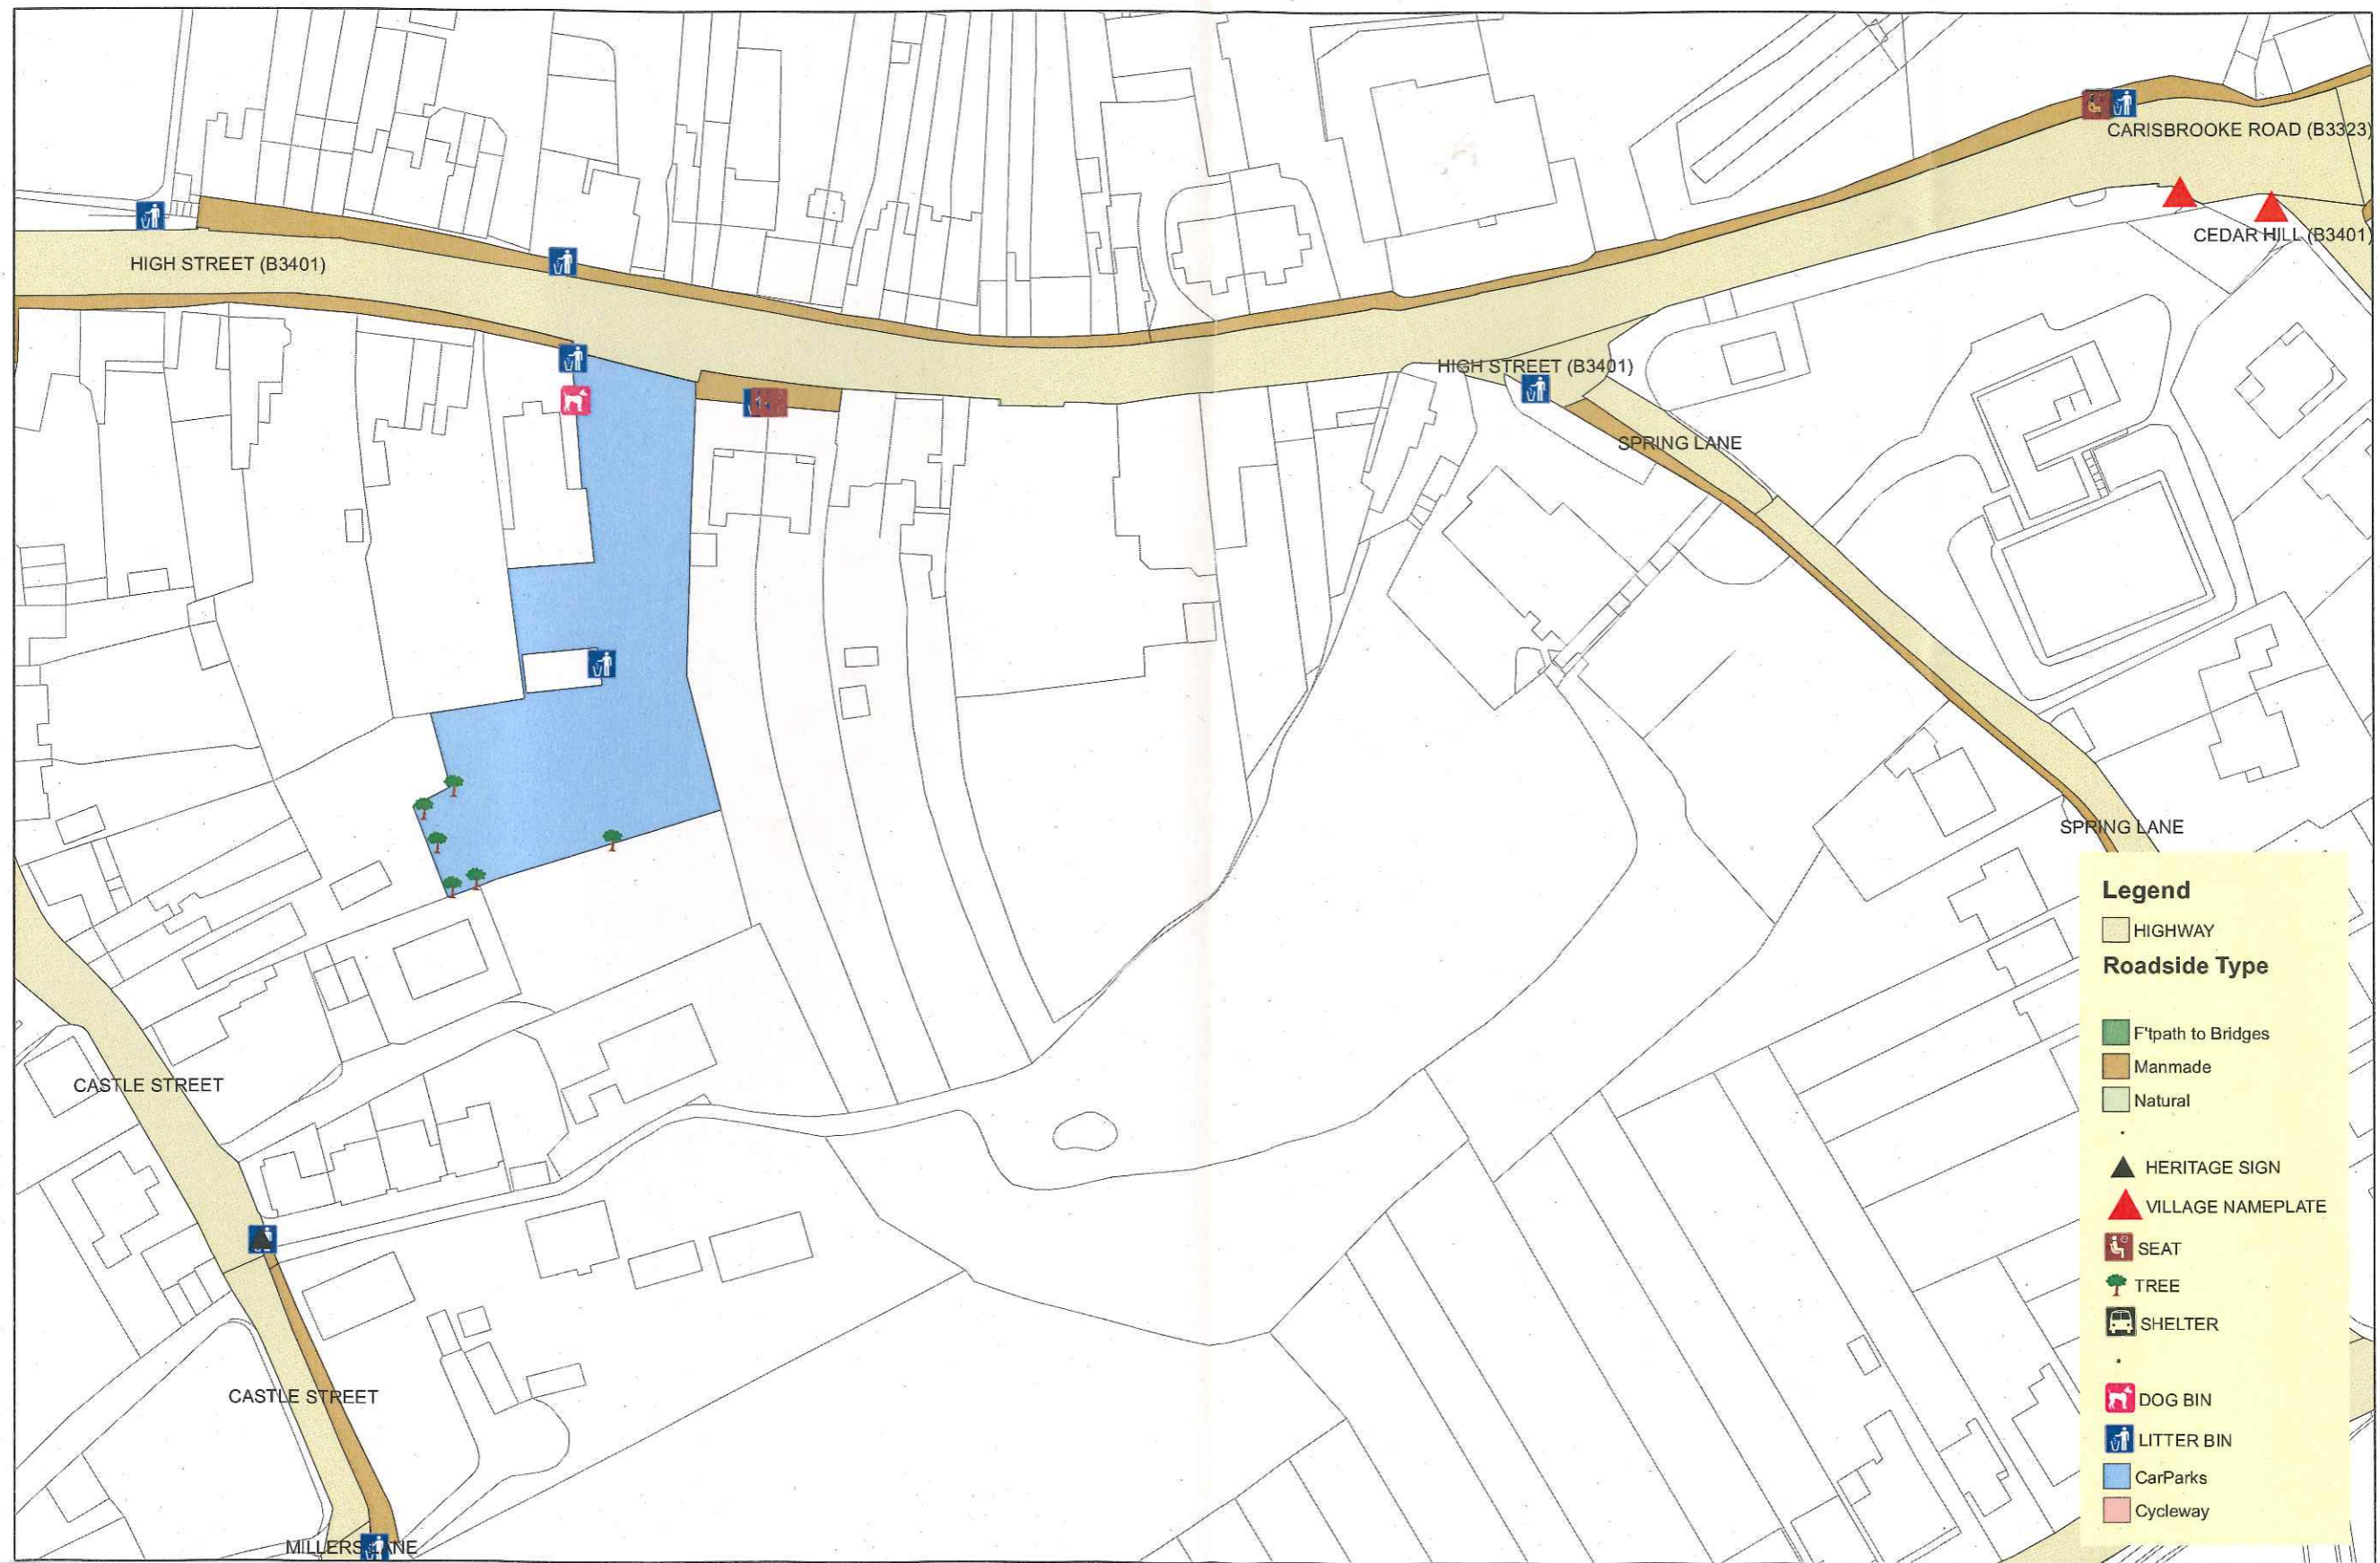 CARISBROOKE ROAD (B3323)
CEDAR HILL (B3401)
HIGH STREET (B3401)
HIGH STREET (B3401)
SPRING LANE
SPRING LANE
CASTLE STREET
CASTLE STREET
MILLERS LANE
Legend
HIGHWAY
Roadside Type
F'tpath to Bridges
Manmade
Natural
HERITAGE SIGN
VILLAGE NAMEPLATE
SEAT
TREE
SHELTER
DOG BIN
LITTER BIN
CarParks
Cycleway